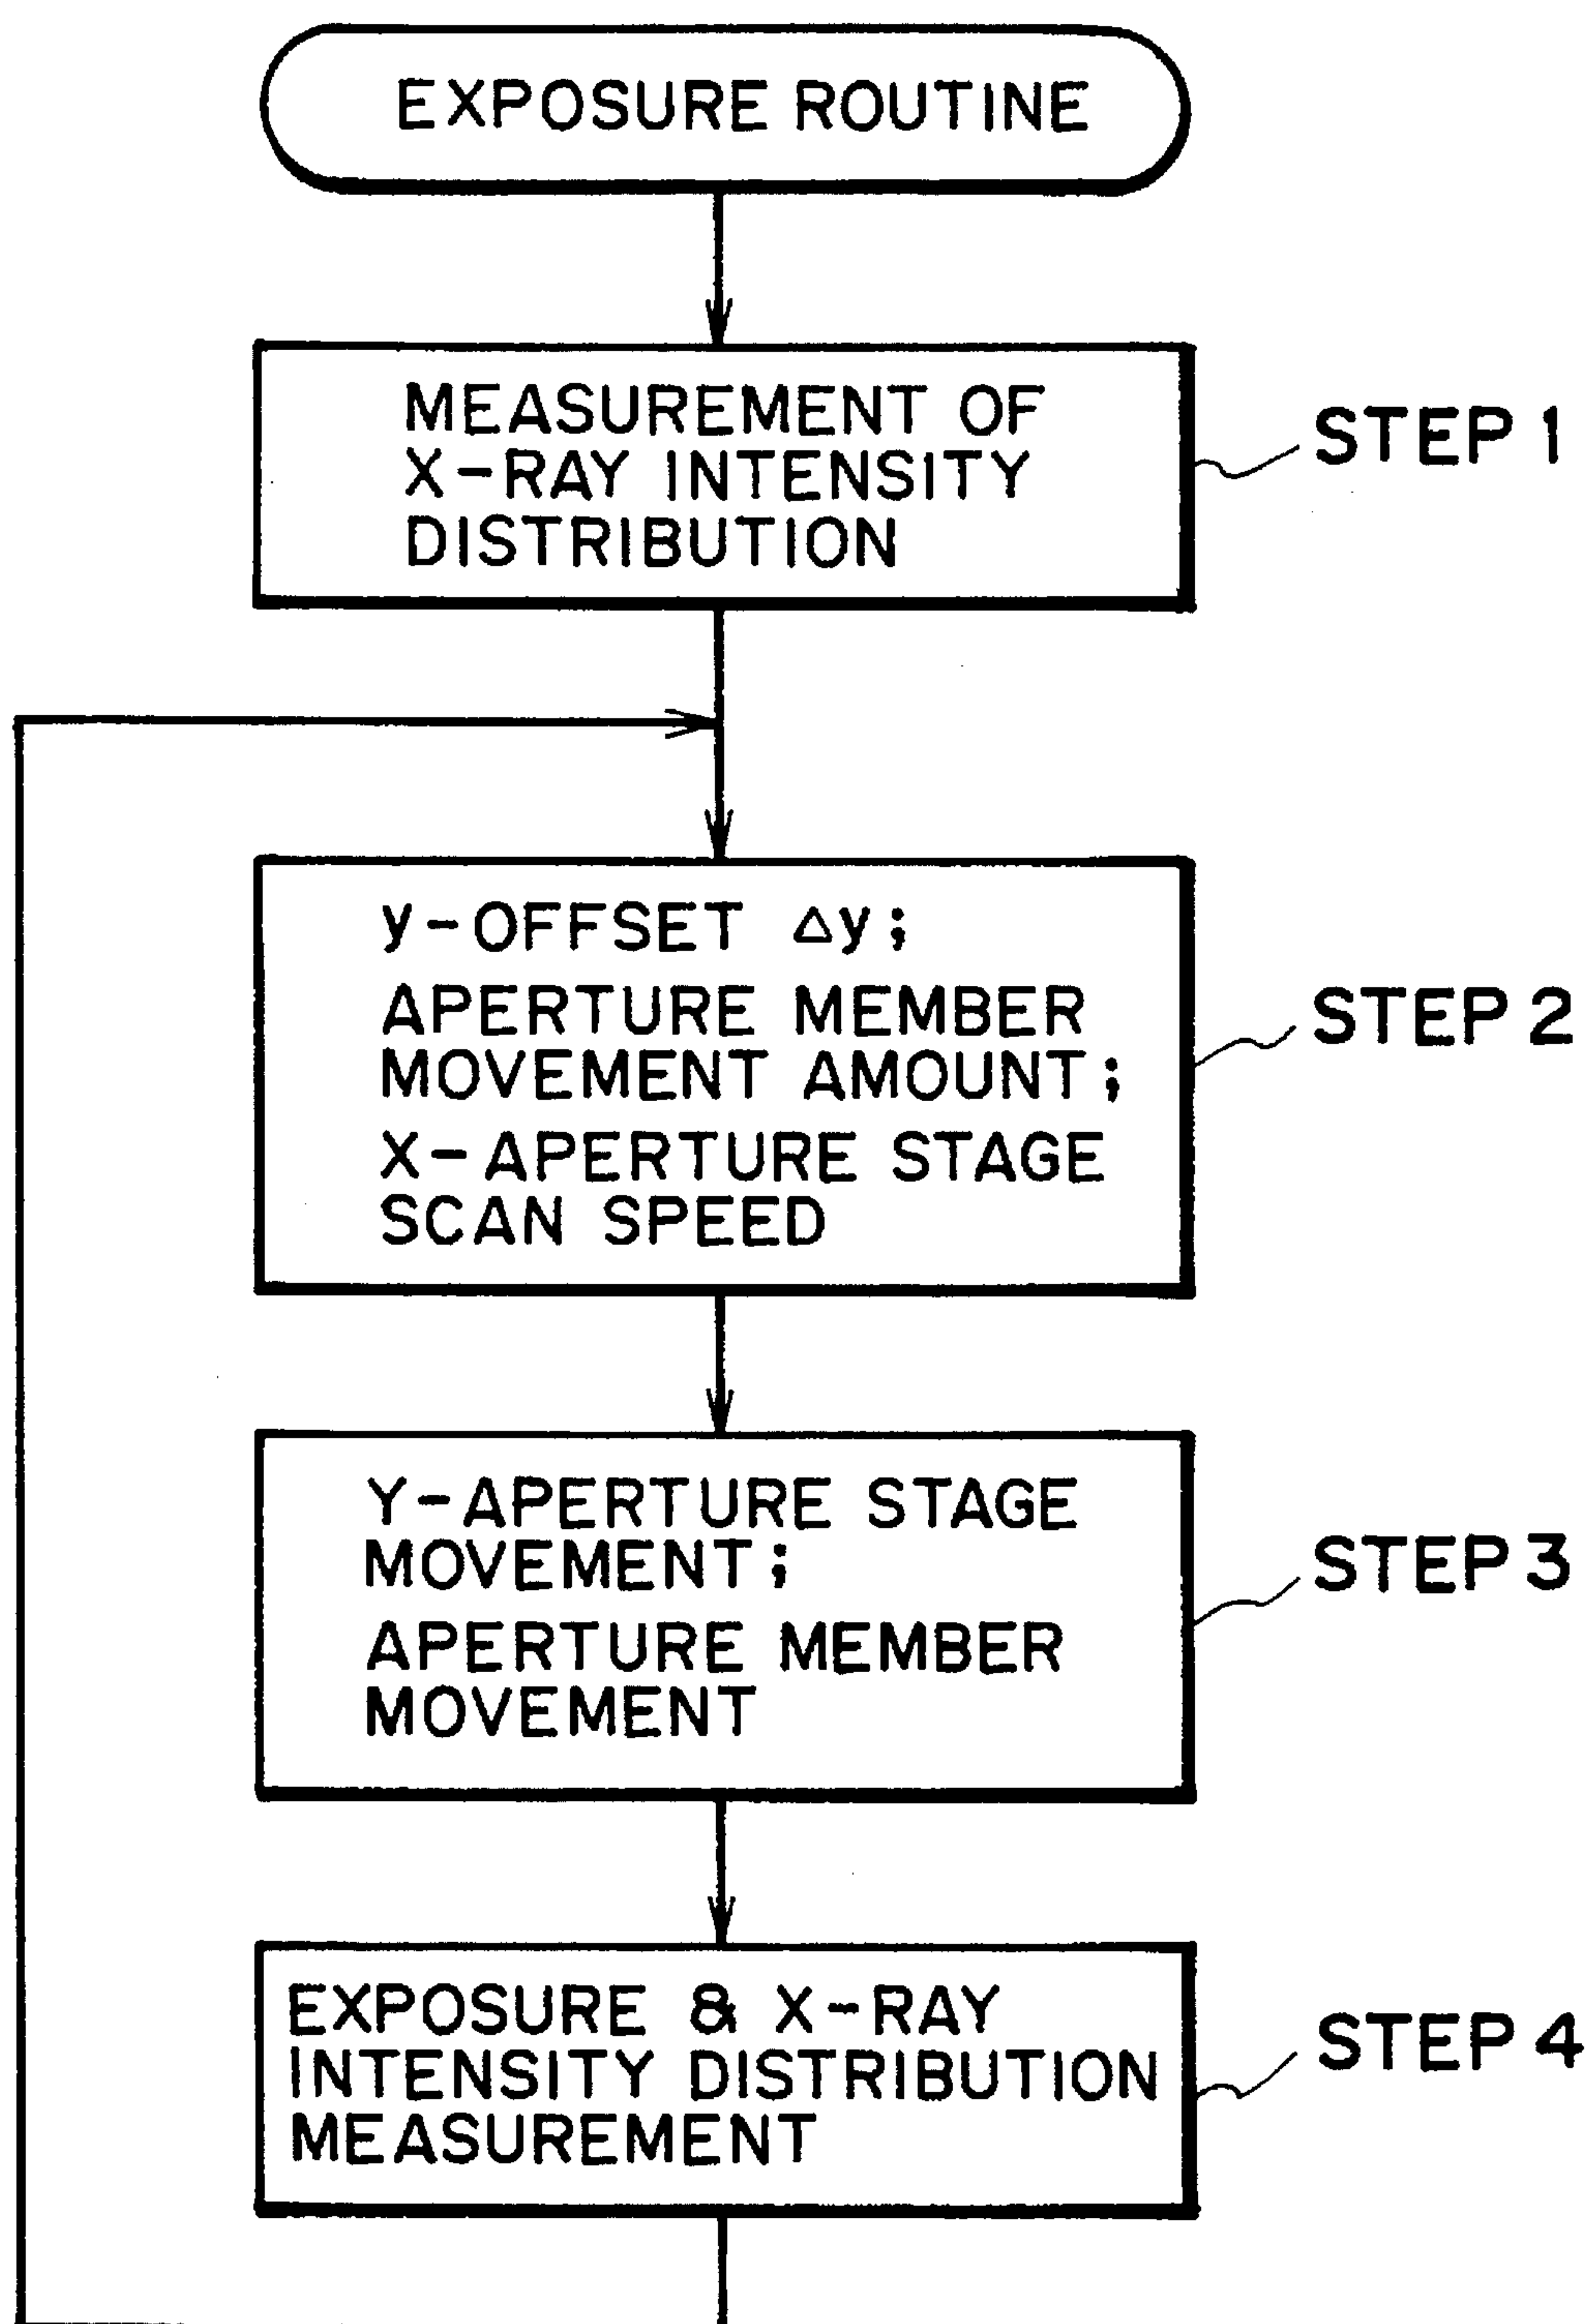 EXPOSURE ROUTINE
MEASUREMENT OF
X-RAY INTENSITY
DISTRIBUTION
STEP 1
y-OFFSET △y;
APERTURE MEMBER
MOVEMENT AMOUNT;
X-APERTURE STAGE
SCAN SPEED
STEP 2
Y-APERTURE STAGE
MOVEMENT;
APERTURE MEMBER
MOVEMENT
STEP 3
EXPOSURE & X-RAY
INTENSITY DISTRIBUTION
MEASUREMENT
STEP 4